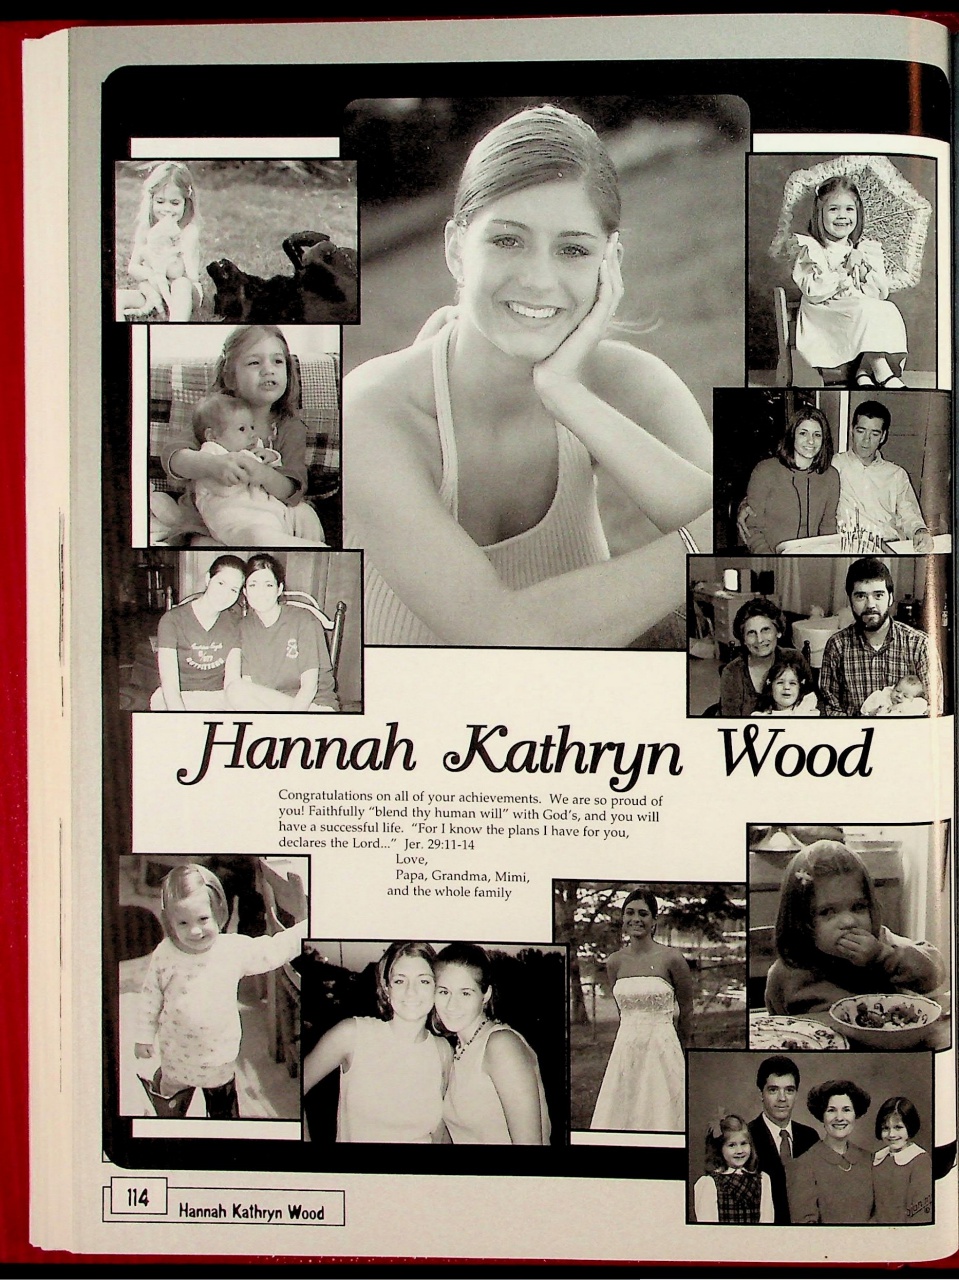 Hannah Kathryn Wood
Congratulations on all of your achievements. We are so proud of
you! Faithfully “blend thy human will” with God's, and you will
have a successful life. “For I know the plans I have for you,
declares the Lord...” Jer. 29:11-14
Love,
Papa, Grandma, Mimi,
and the whole family
114
Hannah Kathryn Wood